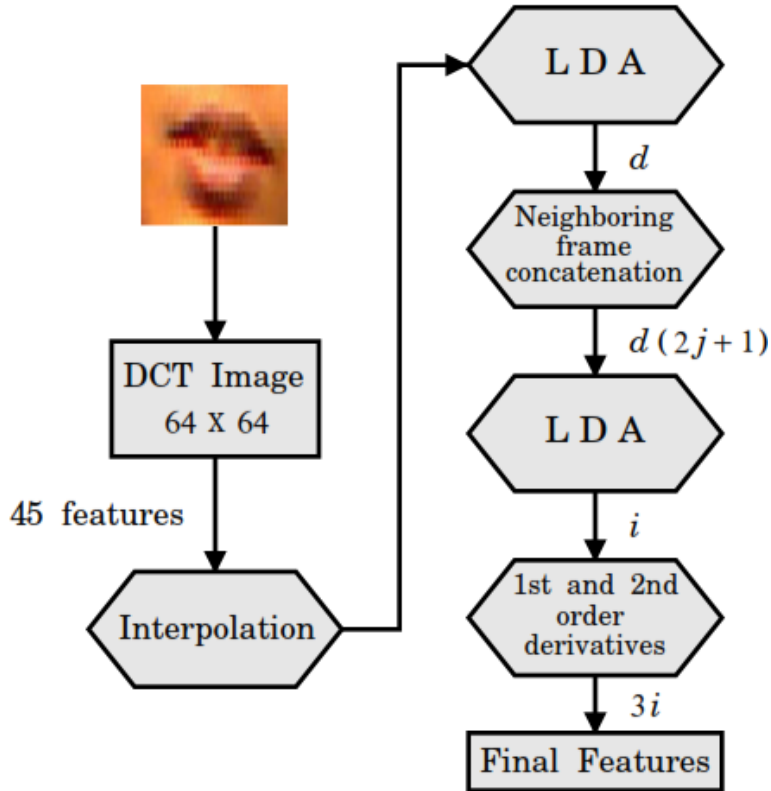 DCT Image
64 X 64
45 features
Interpolation
L D A
d
Neighboring
frame
concatenation
d (2j+1)
L D A
i
1st and 2nd
order
derivatives
3i
Final Features